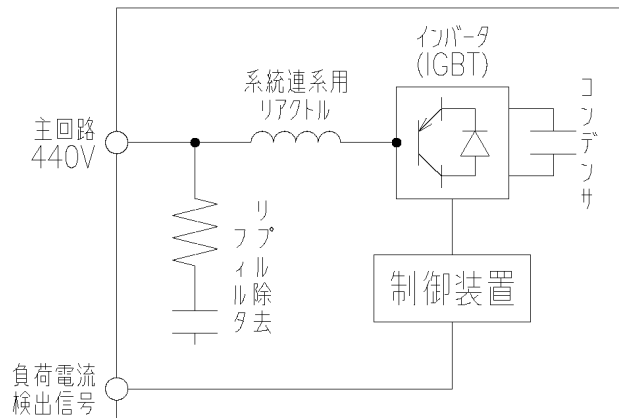 インバータ
(IGBT)
系統連系用
リアクトル
コンデンサ
主回路
440V
リプル除去
フィルタ
制御装置
負荷電流
検出信号